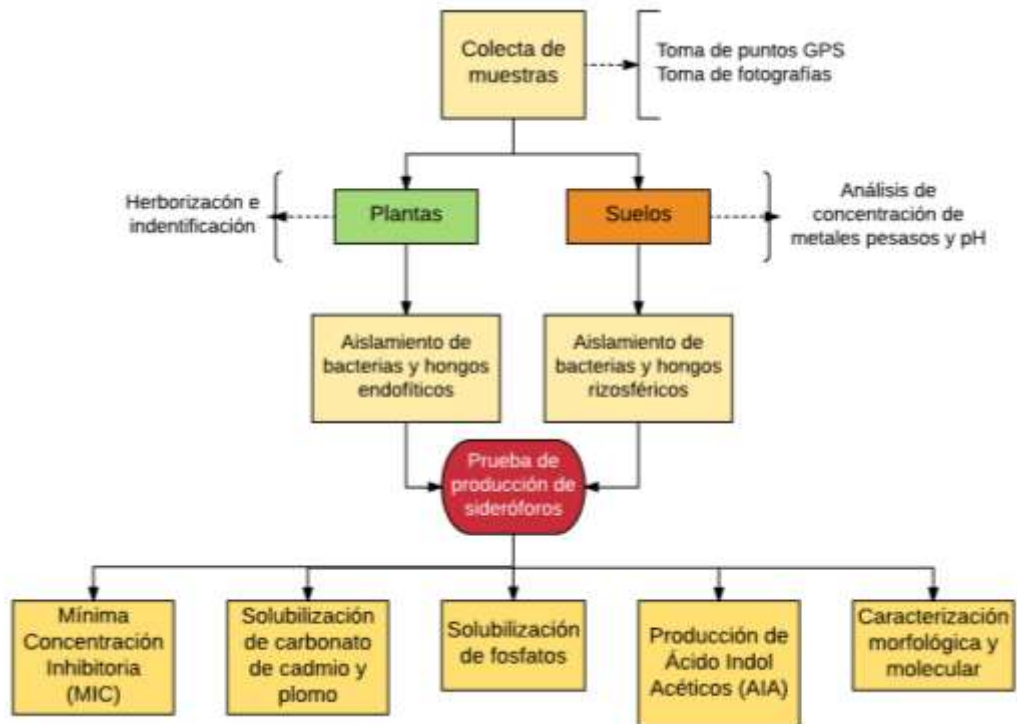 Colecta de
muestras
Toma de puntos GPS
Toma de fotografías
Herborizacón e
indentificación
Plantas
Suelos
Análisis de
concentración de
metales pesasos y pH
Aislamiento de
bacterias y hongos
endofíticos
Aislamiento de
bacterias y hongos
rizosféricos
Prueba de
producción de
sideróforos
Mínima
Concentración
Inhibitoria
(MIC)
Solubilización
de carbonato
de cadmio y
plomo
Solubilización
de fosfatos
Producción de
Ácido Indol
Acéticos (AIA)
Caracterización
morfológica y
molecular